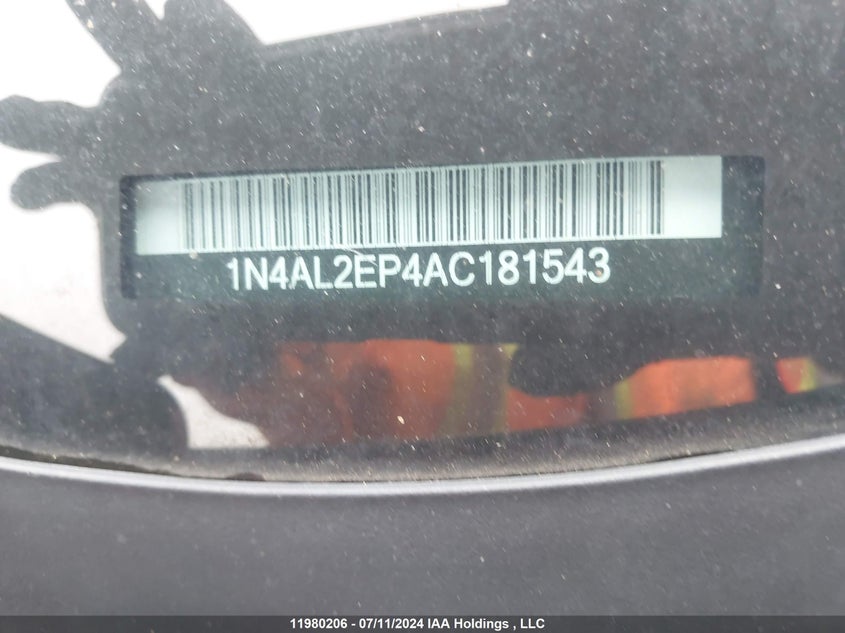 1N4AL2EP4AC181543
11980206 - 07/11/2024 IAA Holdings , LLC